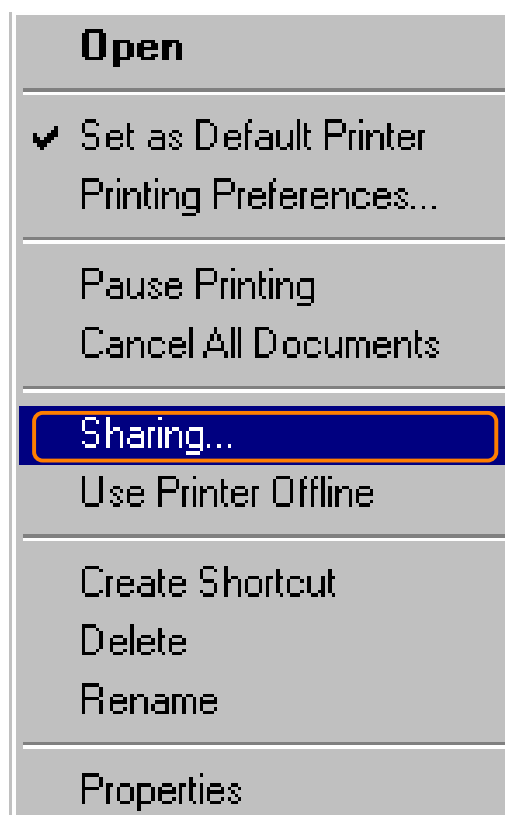 Open
Set as Default Printer
Printing Preferences...
Pause Printing
Cancel All Documents
Sharing...
Use Printer Offline
Create Shortcut
Delete
Rename
Properties